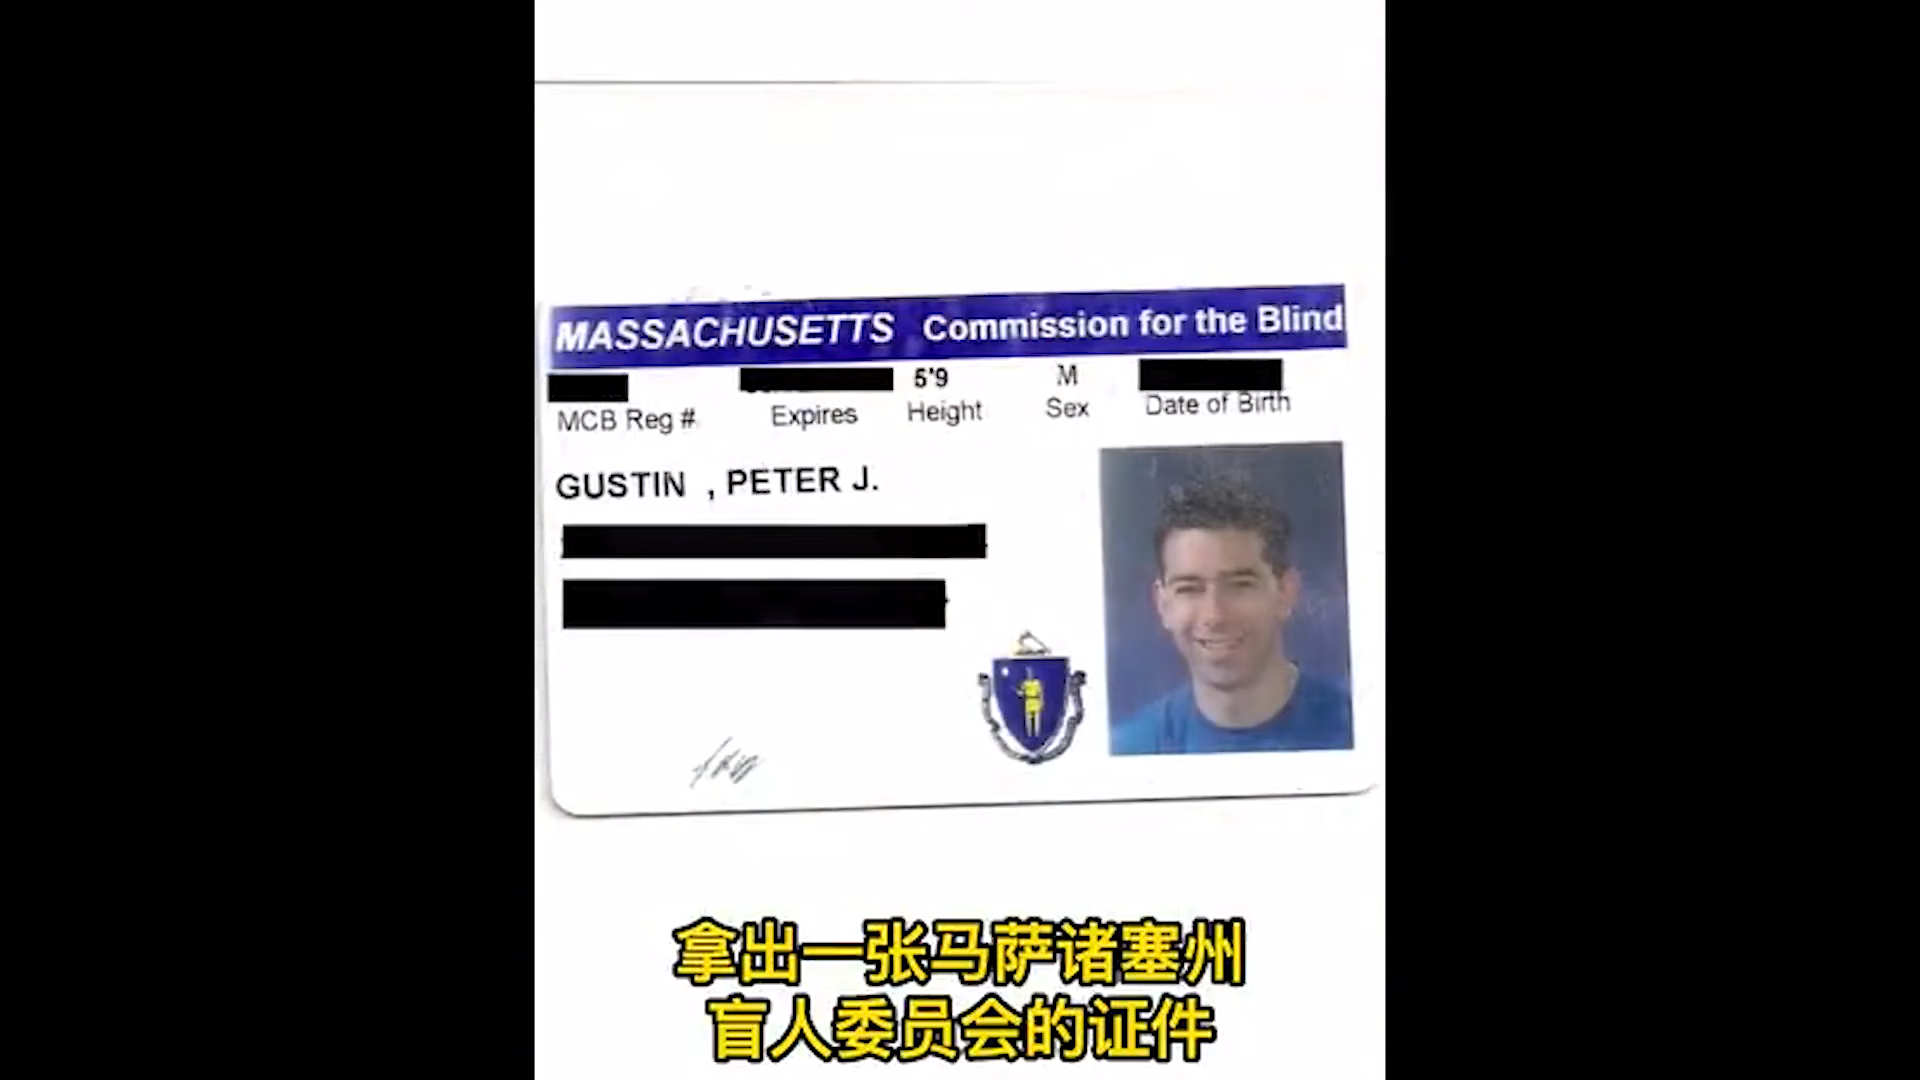 MASSACHUSETTS Commission for the Blind
5'9 M
MCB Reg # Expires Height Sex Date of Birth
GUSTIN , PETER J.
拿出一张马萨诸塞州
盲人委员会的证件